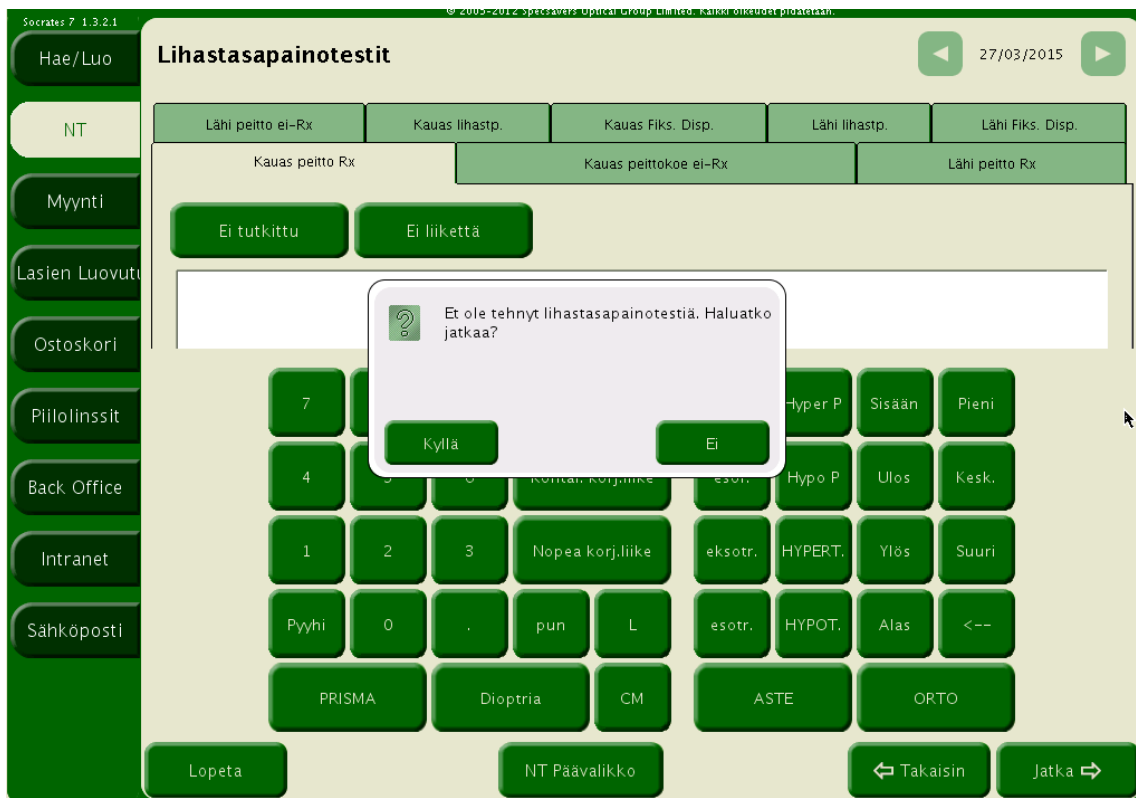 Socrates 7 1.3.2.1
© 2005-2012 Specsavers Optical Group Limited. Kaikki oikeudet pidätetään.
Hae/Luo
NT
Myynti
Lasien Luovutu
Ostoskori
Piilolinssit
Back Office
Intranet
Sähköposti
Lihastasapainotestit
27/03/2015
Lähi peitto ei-Rx
Kauas lihastp.
Kauas Fiks. Disp.
Lähi lihastp.
Lähi Fiks. Disp.
Kauas peitto Rx
Kauas peittokoe ei-Rx
Lähi peitto Rx
Ei tutkittu
Ei liikettä
Et ole tehnyt lihastasapainotestiä. Haluatko
jatkaa?
Kyllä
Ei
7
Hyper P
Sisään
Pieni
4
5
6
esof.
Hypo P
Ulos
Kesk.
1
2
3
Nopea korj.liike
eksotr.
HYPERT.
Ylös
Suuri
Pyyhi
0
.
pun
L
esotr.
HYPOT.
Alas
<--
PRISMA
Dioptria
CM
ASTE
ORTO
Lopeta
NT Päävalikko
Takaisin
Jatka